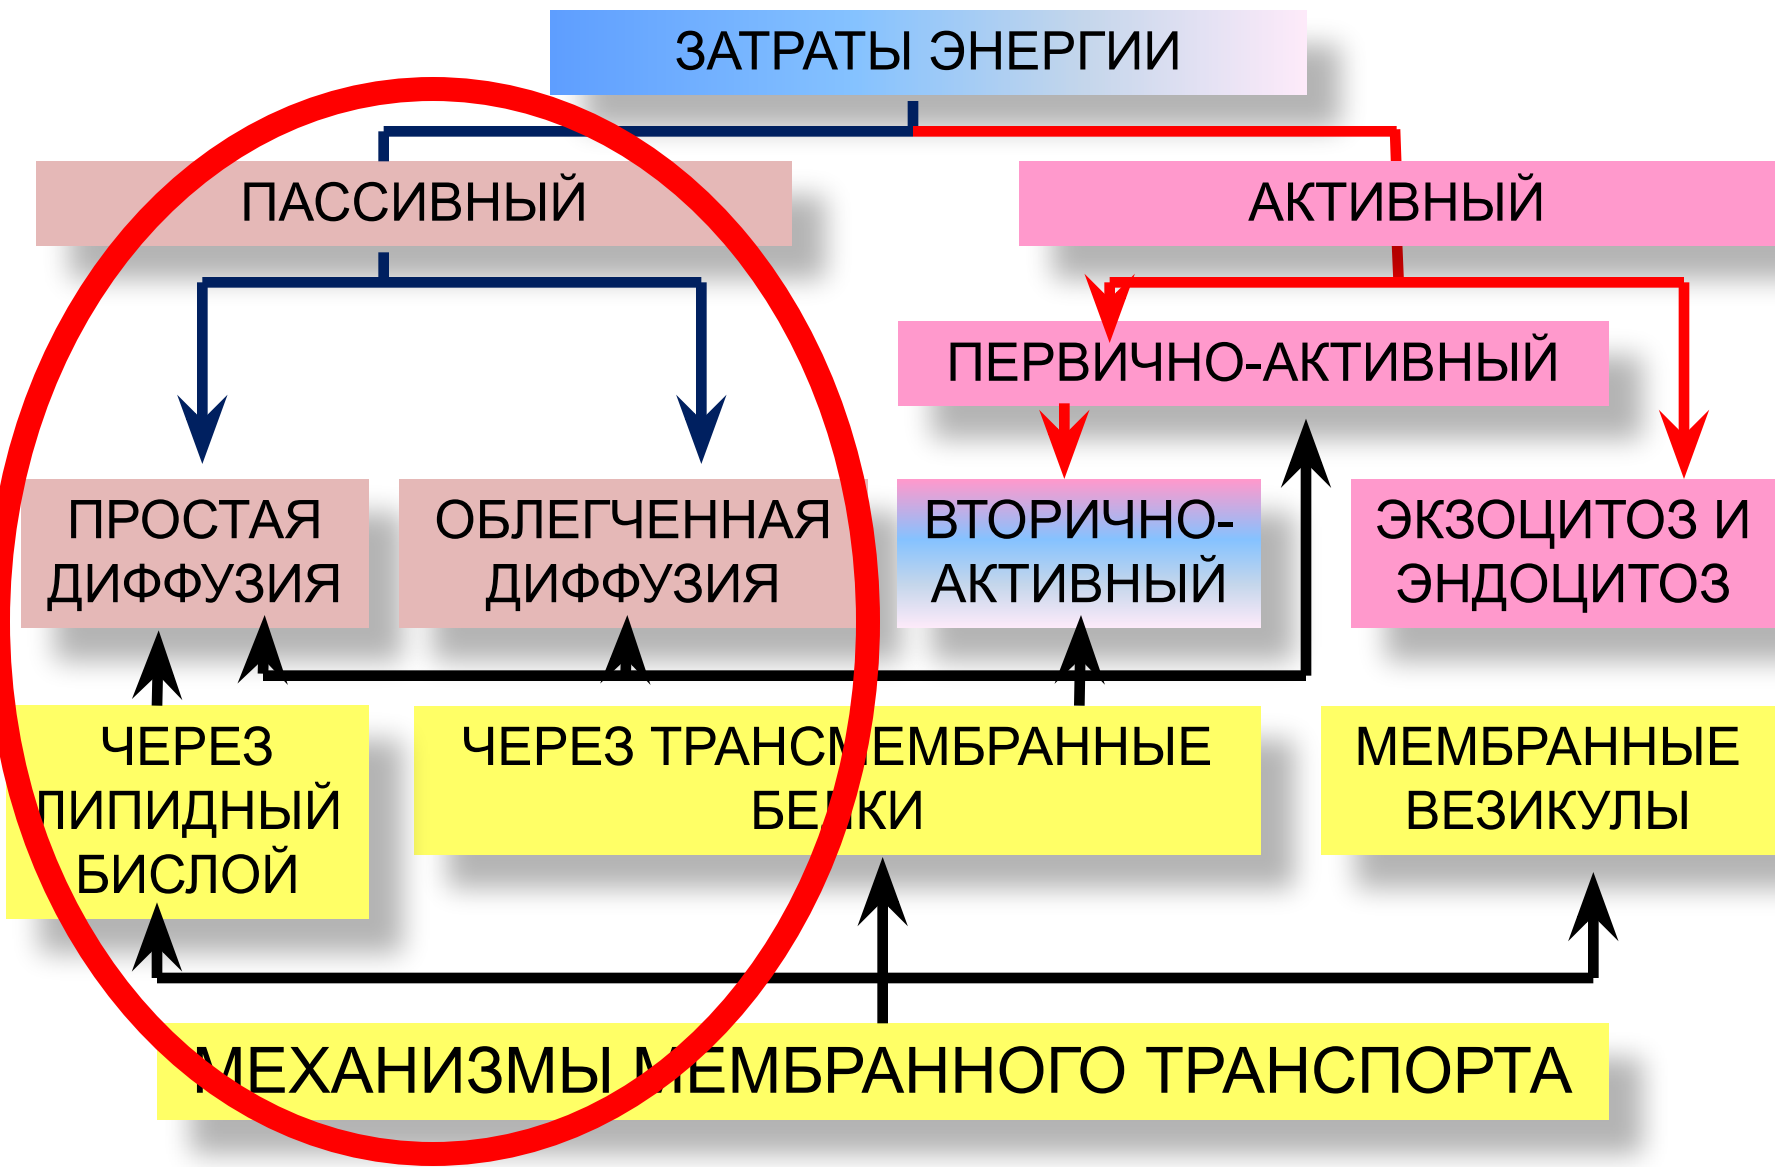 ЗАТРАТЫ ЭНЕРГИИ
ПАССИВНЫЙ
АКТИВНЫЙ
ПЕРВИЧНО-АКТИВНЫЙ
ПРОСТАЯ
ДИФФУЗИЯ
ОБЛЕГЧЕННАЯ
ДИФФУЗИЯ
ВТОРИЧНО-
АКТИВНЫЙ
ЭКЗОЦИТОЗ И
ЭНДОЦИТОЗ
ЧЕРЕЗ
ЛИПИДНЫЙ
БИСЛОЙ
ЧЕРЕЗ ТРАНСМЕМБРАННЫЕ
БЕЛКИ
МЕМБРАННЫЕ
ВЕЗИКУЛЫ
МЕХАНИЗМЫ МЕМБРАННОГО ТРАНСПОРТА